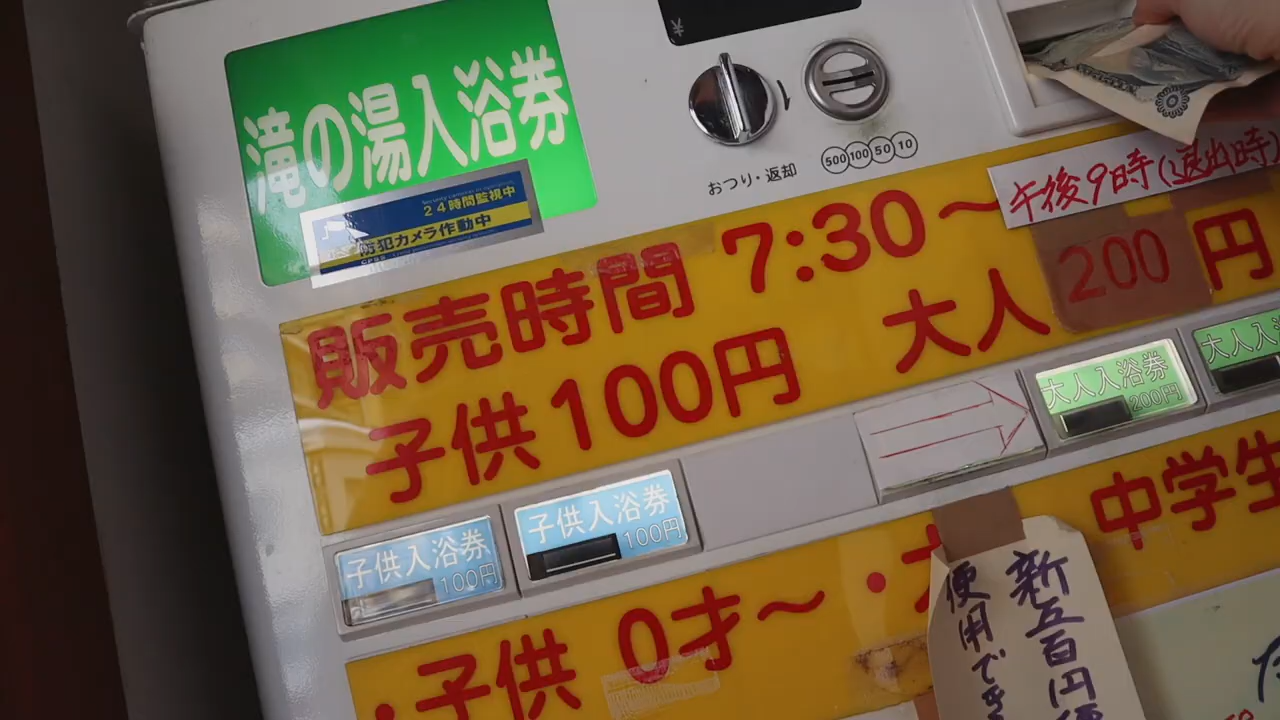 滝の湯入浴券
24時間監視中
防犯カメラ作動中
¥
おつり・返却
500 100 50 10
販売時間 7:30～
午後9時(退出時)
子供100円 大人 200円
子供入浴券 100円
子供入浴券 100円
大人入浴券 200円
大人入
・子供 0才～
・大
中学生
新五百円
使用でき